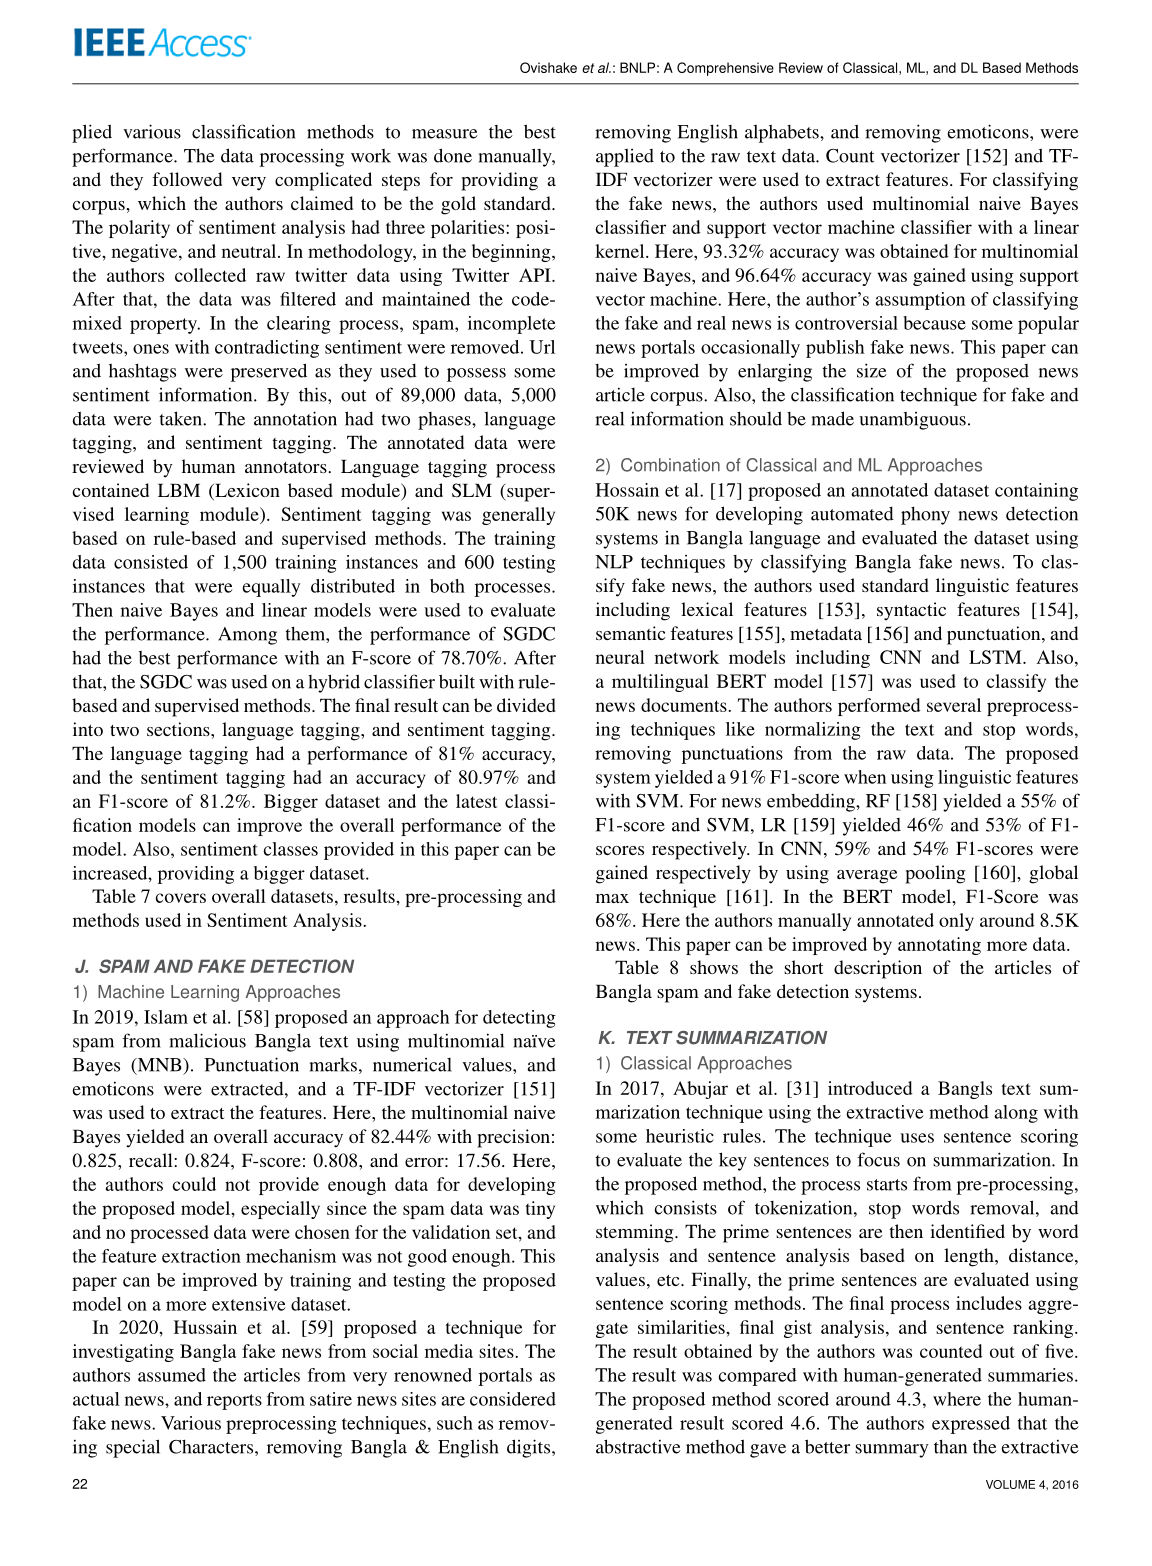 IEEE Access
Ovishake et al.: BNLP: A Comprehensive Review of Classical, ML, and DL Based Methods
plied various classification methods to measure the best
performance. The data processing work was done manually,
and they followed very complicated steps for providing a
corpus, which the authors claimed to be the gold standard.
The polarity of sentiment analysis had three polarities: posi-
tive, negative, and neutral. In methodology, in the beginning,
the authors collected raw twitter data using Twitter API.
After that, the data was filtered and maintained the code-
mixed property. In the clearing process, spam, incomplete
tweets, ones with contradicting sentiment were removed. Url
and hashtags were preserved as they used to possess some
sentiment information. By this, out of 89,000 data, 5,000
data were taken. The annotation had two phases, language
tagging, and sentiment tagging. The annotated data were
reviewed by human annotators. Language tagging process
contained LBM (Lexicon based module) and SLM (super-
vised learning module). Sentiment tagging was generally
based on rule-based and supervised methods. The training
data consisted of 1,500 training instances and 600 testing
instances that were equally distributed in both processes.
Then naive Bayes and linear models were used to evaluate
the performance. Among them, the performance of SGDC
had the best performance with an F-score of 78.70%. After
that, the SGDC was used on a hybrid classifier built with rule-
based and supervised methods. The final result can be divided
into two sections, language tagging, and sentiment tagging.
The language tagging had a performance of 81% accuracy,
and the sentiment tagging had an accuracy of 80.97% and
an F1-score of 81.2%. Bigger dataset and the latest classi-
fication models can improve the overall performance of the
model. Also, sentiment classes provided in this paper can be
increased, providing a bigger dataset.
Table 7 covers overall datasets, results, pre-processing and
methods used in Sentiment Analysis.
J. SPAM AND FAKE DETECTION
1) Machine Learning Approaches
In 2019, Islam et al. [58] proposed an approach for detecting
spam from malicious Bangla text using multinomial naïve
Bayes (MNB). Punctuation marks, numerical values, and
emoticons were extracted, and a TF-IDF vectorizer [151]
was used to extract the features. Here, the multinomial naive
Bayes yielded an overall accuracy of 82.44% with precision:
0.825, recall: 0.824, F-score: 0.808, and error: 17.56. Here,
the authors could not provide enough data for developing
the proposed model, especially since the spam data was tiny
and no processed data were chosen for the validation set, and
the feature extraction mechanism was not good enough. This
paper can be improved by training and testing the proposed
model on a more extensive dataset.
In 2020, Hussain et al. [59] proposed a technique for
investigating Bangla fake news from social media sites. The
authors assumed the articles from very renowned portals as
actual news, and reports from satire news sites are considered
fake news. Various preprocessing techniques, such as remov-
ing special Characters, removing Bangla & English digits,
removing English alphabets, and removing emoticons, were
applied to the raw text data. Count vectorizer [152] and TF-
IDF vectorizer were used to extract features. For classifying
the fake news, the authors used multinomial naive Bayes
classifier and support vector machine classifier with a linear
kernel. Here, 93.32% accuracy was obtained for multinomial
naive Bayes, and 96.64% accuracy was gained using support
vector machine. Here, the author's assumption of classifying
the fake and real news is controversial because some popular
news portals occasionally publish fake news. This paper can
be improved by enlarging the size of the proposed news
article corpus. Also, the classification technique for fake and
real information should be made unambiguous.
2) Combination of Classical and ML Approaches
Hossain et al. [17] proposed an annotated dataset containing
50K news for developing automated phony news detection
systems in Bangla language and evaluated the dataset using
NLP techniques by classifying Bangla fake news. To clas-
sify fake news, the authors used standard linguistic features
including lexical features [153], syntactic features [154],
semantic features [155], metadata [156] and punctuation, and
neural network models including CNN and LSTM. Also,
a multilingual BERT model [157] was used to classify the
news documents. The authors performed several preprocess-
ing techniques like normalizing the text and stop words,
removing punctuations from the raw data. The proposed
system yielded a 91% F1-score when using linguistic features
with SVM. For news embedding, RF [158] yielded a 55% of
F1-score and SVM, LR [159] yielded 46% and 53% of F1-
scores respectively. In CNN, 59% and 54% F1-scores were
gained respectively by using average pooling [160], global
max technique [161]. In the BERT model, F1-Score was
68%. Here the authors manually annotated only around 8.5K
news. This paper can be improved by annotating more data.
Table 8 shows the short description of the articles of
Bangla spam and fake detection systems.
K. TEXT SUMMARIZATION
1) Classical Approaches
In 2017, Abujar et al. [31] introduced a Bangls text sum-
marization technique using the extractive method along with
some heuristic rules. The technique uses sentence scoring
to evaluate the key sentences to focus on summarization. In
the proposed method, the process starts from pre-processing,
which consists of tokenization, stop words removal, and
stemming. The prime sentences are then identified by word
analysis and sentence analysis based on length, distance,
values, etc. Finally, the prime sentences are evaluated using
sentence scoring methods. The final process includes aggre-
gate similarities, final gist analysis, and sentence ranking.
The result obtained by the authors was counted out of five.
The result was compared with human-generated summaries.
The proposed method scored around 4.3, where the human-
generated result scored 4.6. The authors expressed that the
abstractive method gave a better summary than the extractive
22
VOLUME 4, 2016